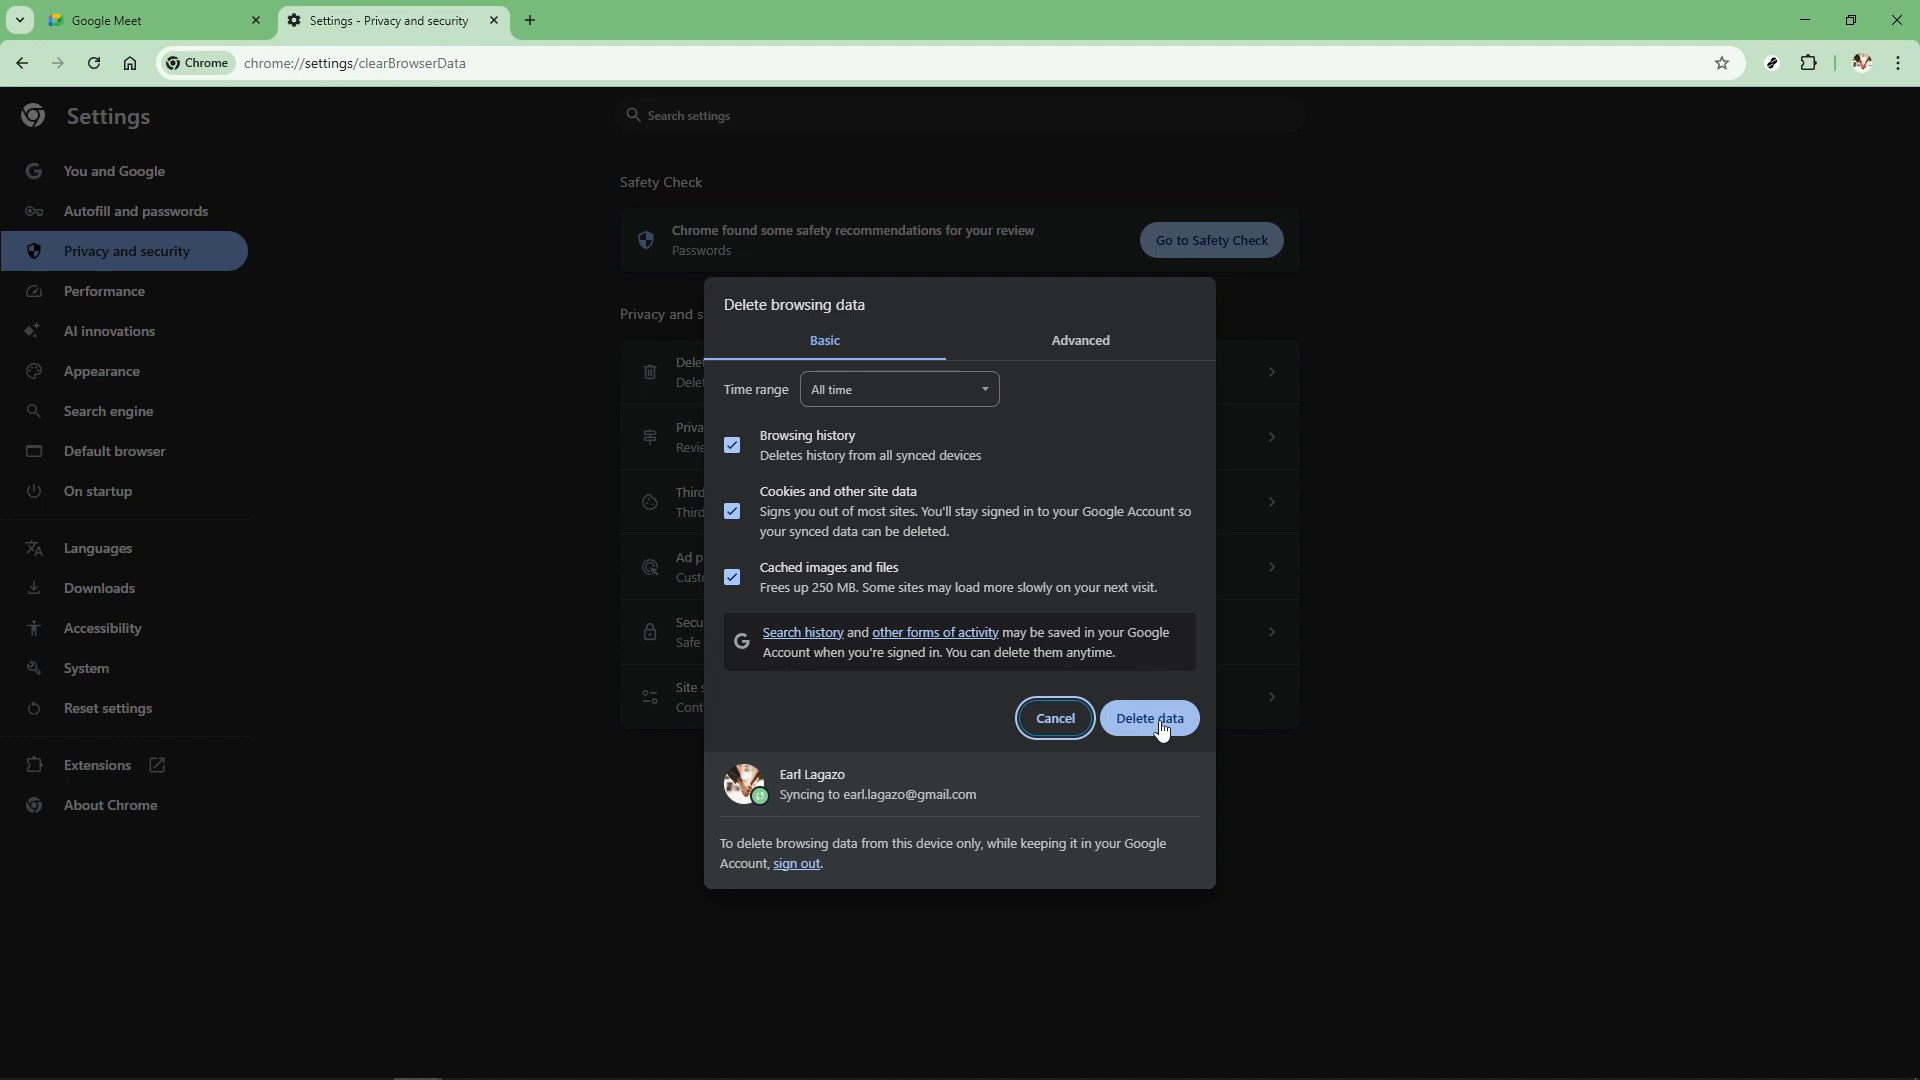 Google Meet
Settings - Privacy and security
Chrome
chrome://settings/clearBrowserData
Settings
Search settings
You and Google
Autofill and passwords
Privacy and security
Performance
AI innovations
Appearance
Search engine
Default browser
On startup
Languages
Downloads
Accessibility
System
Reset settings
Extensions
About Chrome
Safety Check
Chrome found some safety recommendations for your review
Passwords
Go to Safety Check
Privacy and s
Delet
Delet
Priva
Revie
Third
Third
Ad p
Custo
Secu
Safe
Site s
Cont
Delete browsing data
Basic
Advanced
Time range
All time
Browsing history
Deletes history from all synced devices
Cookies and other site data
Signs you out of most sites. You'll stay signed in to your Google Account so
your synced data can be deleted.
Cached images and files
Frees up 250 MB. Some sites may load more slowly on your next visit.
Search history and other forms of activity may be saved in your Google
Account when you're signed in. You can delete them anytime.
Cancel
Delete data
Earl Lagazo
Syncing to earl.lagazo@gmail.com
To delete browsing data from this device only, while keeping it in your Google
Account, sign out.